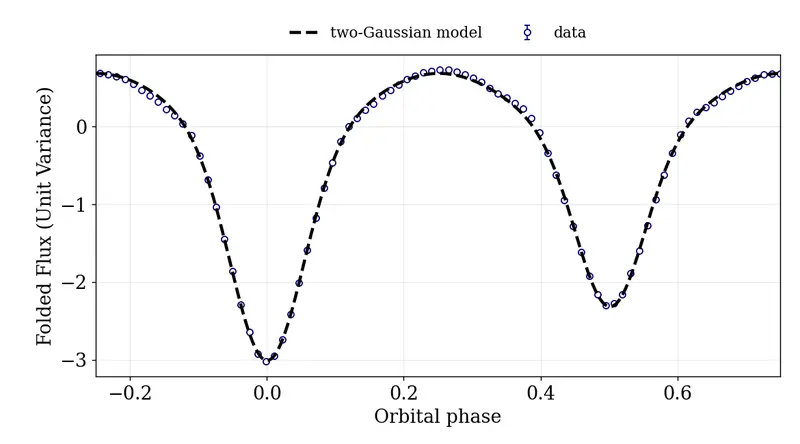 two-Gaussian model
data
Folded Flux (Unit Variance)
0
−1
−2
−3
−0.2
0.0
0.2
0.4
0.6
Orbital phase